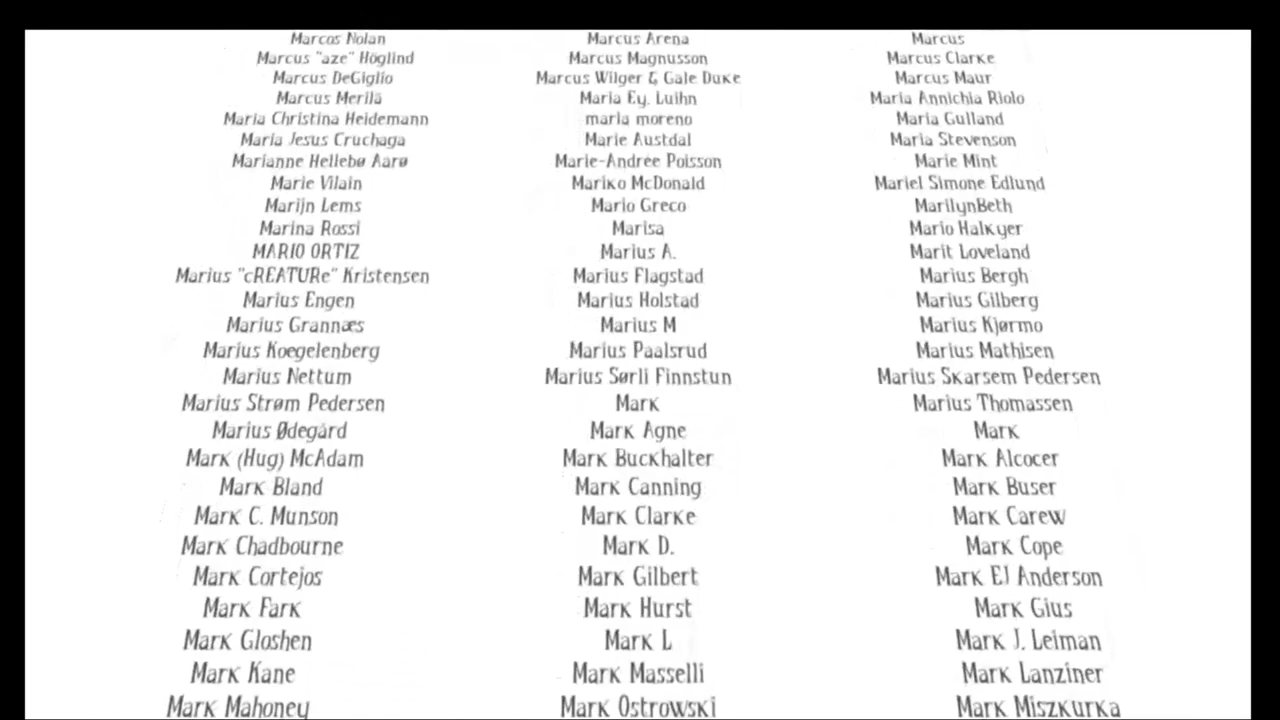 Marcos Nolan Marcus Arena Marcus
Marcus "aze" Höglind Marcus Magnusson Marcus Clarke
Marcus DeGiglio Marcus Wilger & Gale Duke Marcus Maur
Marcus Merilä Maria Ey. Luihn Maria Annichia Riolo
Maria Christina Heidemann maria moreno Maria Gulland
Maria Jesus Cruchaga Marie Austdal Maria Stevenson
Marianne Hellebø Aarø Marie-Andrée Poisson Marie Mint
Marie Vilain Mariko McDonald Mariel Simone Edlund
Marijn Lems Mario Greco MarilynBeth
Marina Rossi Marisa Mario Halkyer
MARIO ORTIZ Marius A. Marit Loveland
Marius "cREATURe" Kristensen Marius Flagstad Marius Bergh
Marius Engen Marius Holstad Marius Gilberg
Marius Grannæs Marius M Marius Kjørmo
Marius Koegelenberg Marius Paalsrud Marius Mathisen
Marius Nettum Marius Sørli Finnstun Marius Skarsem Pedersen
Marius Strøm Pedersen Mark Marius Thomassen
Marius Ødegård Mark Agne Mark
Mark (Hug) McAdam Mark Buckhalter Mark Alcocer
Mark Bland Mark Canning Mark Buser
Mark C. Munson Mark Clarke Mark Carew
Mark Chadbourne Mark D. Mark Cope
Mark Cortejos Mark Gilbert Mark EJ Anderson
Mark Fark Mark Hurst Mark Gius
Mark Gloshen Mark L Mark J. Leiman
Mark Kane Mark Masselli Mark Lanziner
Mark Mahoney Mark Ostrowski Mark Miszkurka